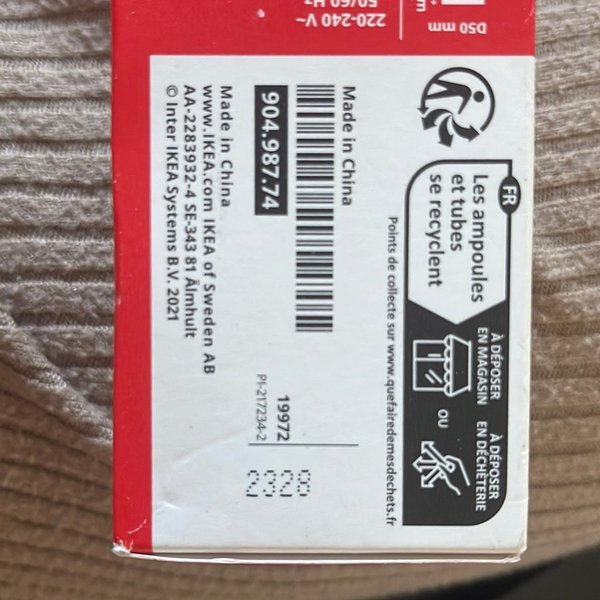 D50 mm
220-240 V~
50/60 Hz
FR
Les ampoules
et tubes
se recyclent
À DÉPOSER
EN MAGASIN
OU
À DÉPOSER
EN DÉCHÈTERIE
Points de collecte sur www.quefairedemesdechets.fr
Made in China
904.987.74
19972
PI-217234-2
2328
Made in China
www.IKEA.com IKEA of Sweden AB
AA-2283932-4 SE-343 81 Älmhult
© Inter IKEA Systems B.V. 2021